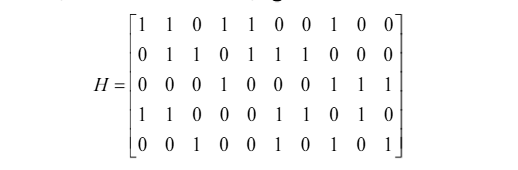 1 1 0 1 1 0 0 1 0 0
0 1 1 0 1 1 1 0 0 0
H = 0 0 0 1 0 0 0 1 1 1
1 1 0 0 0 1 1 0 1 0
0 0 1 0 0 1 0 1 0 1